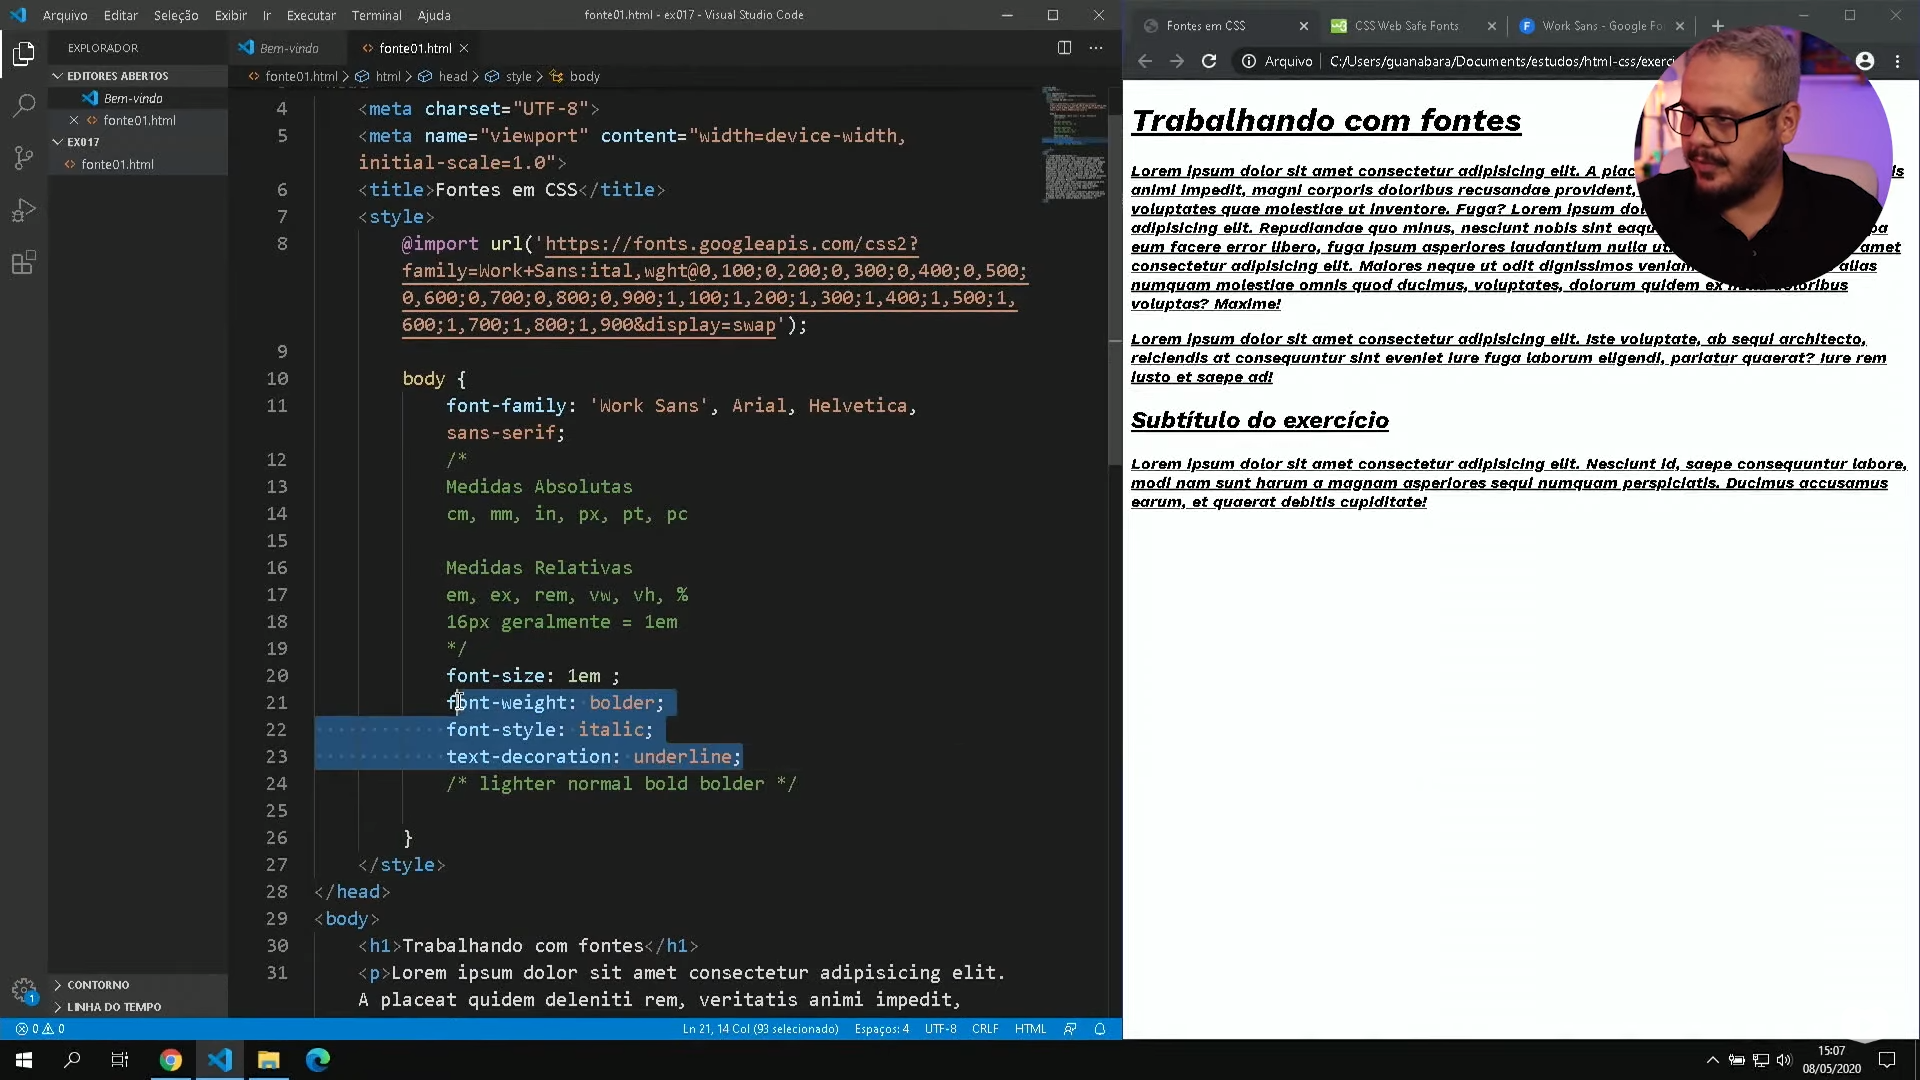 Arquivo Editar Seleção Exibir Ir Executar Terminal Ajuda
fonte01.html - ex017 - Visual Studio Code
EXPLORADOR
EDITORES ABERTOS
Bem-vindo
fonte01.html
EX017
fonte01.html
CONTORNO
LINHA DO TEMPO
Bem-vindo fonte01.html
fonte01.html > html > head > style > body
4 <meta charset="UTF-8">
5 <meta name="viewport" content="width=device-width,
initial-scale=1.0">
6 <title>Fontes em CSS</title>
7 <style>
8 @import url('https://fonts.googleapis.com/css2?
family=Work+Sans:ital,wght@0,100;0,200;0,300;0,400;0,500;
0,600;0,700;0,800;0,900;1,100;1,200;1,300;1,400;1,500;1,
600;1,700;1,800;1,900&display=swap');
9
10 body {
11 font-family: 'Work Sans', Arial, Helvetica,
sans-serif;
12 /*
13 Medidas Absolutas
14 cm, mm, in, px, pt, pc
15
16 Medidas Relativas
17 em, ex, rem, vw, vh, %
18 16px geralmente = 1em
19 */
20 font-size: 1em ;
21 font-weight: bolder;
22 font-style: italic;
23 text-decoration: underline;
24 /* lighter normal bold bolder */
25
26 }
27 </style>
28 </head>
29 <body>
30 <h1>Trabalhando com fontes</h1>
31 <p>Lorem ipsum dolor sit amet consectetur adipisicing elit.
A placeat quidem deleniti rem, veritatis animi impedit,
0 0 Ln 21, 14 Col (93 selecionado) Espaços: 4 UTF-8 CRLF HTML
1
Fontes em CSS CSS Web Safe Fonts Work Sans - Google Fo
Arquivo C:/Users/guanabara/Documents/estudos/html-css/exerci
Trabalhando com fontes
Lorem ipsum dolor sit amet consectetur adipisicing elit. A plac
animi impedit, magni corporis doloribus recusandae provident,
voluptates quae molestiae ut inventore. Fuga? Lorem ipsum dol
adipisicing elit. Repudiandae quo minus, nesciunt nobis sint eaqu
eum facere error libero, fuga ipsum asperiores laudantium nulla ut amet
consectetur adipisicing elit. Maiores neque ut odit dignissimos veniam alias
numquam molestiae omnis quod ducimus, voluptates, dolorum quidem ex doloribus
voluptas? Maxime!
Lorem ipsum dolor sit amet consectetur adipisicing elit. Iste voluptate, ab sequi architecto,
reiciendis at consequuntur sint eveniet iure fuga laborum eligendi, pariatur quaerat? Iure rem
iusto et saepe ad!
Subtítulo do exercício
Lorem ipsum dolor sit amet consectetur adipisicing elit. Nesciunt id, saepe consequuntur labore,
modi nam sunt harum a magnam asperiores sequi numquam perspiciatis. Ducimus accusamus
earum, et quaerat debitis cupiditate!
15:07
08/05/2020